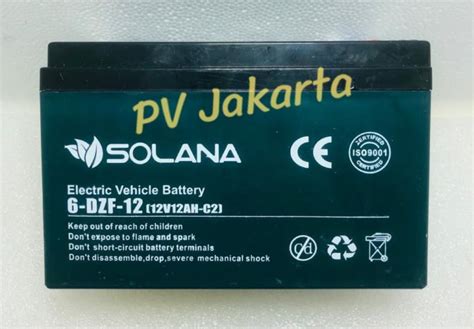 PV Jakarta
SOLANA
CE
ISO9001
Electric Vehicle Battery
6-DZF-12 (12V12AH-C2)
Keep out of reach of children
Don't expose to flame and spark
Don't short-circuit battery terminals
Don't disassemble,drop,severe mechanical shock